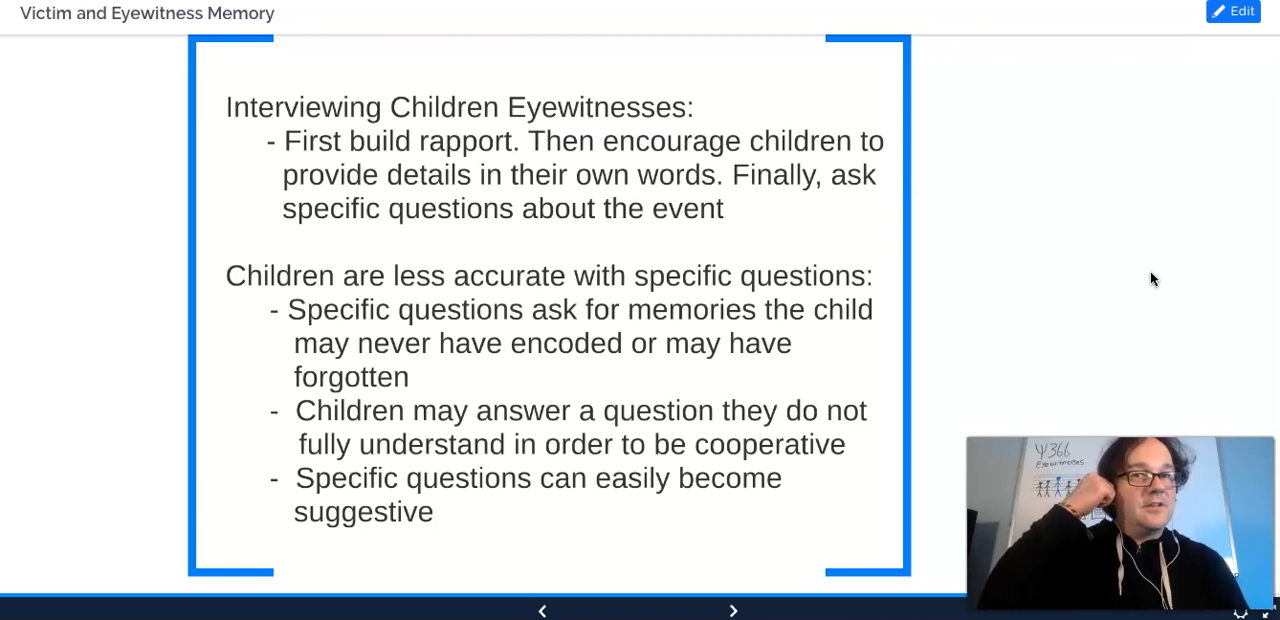 Victim and Eyewitness Memory
Edit
Interviewing Children Eyewitnesses:
- First build rapport. Then encourage children to
provide details in their own words. Finally, ask
specific questions about the event
Children are less accurate with specific questions:
- Specific questions ask for memories the child
may never have encoded or may have
forgotten
- Children may answer a question they do not
fully understand in order to be cooperative
- Specific questions can easily become
suggestive
Ψ366
Eyewitnesses